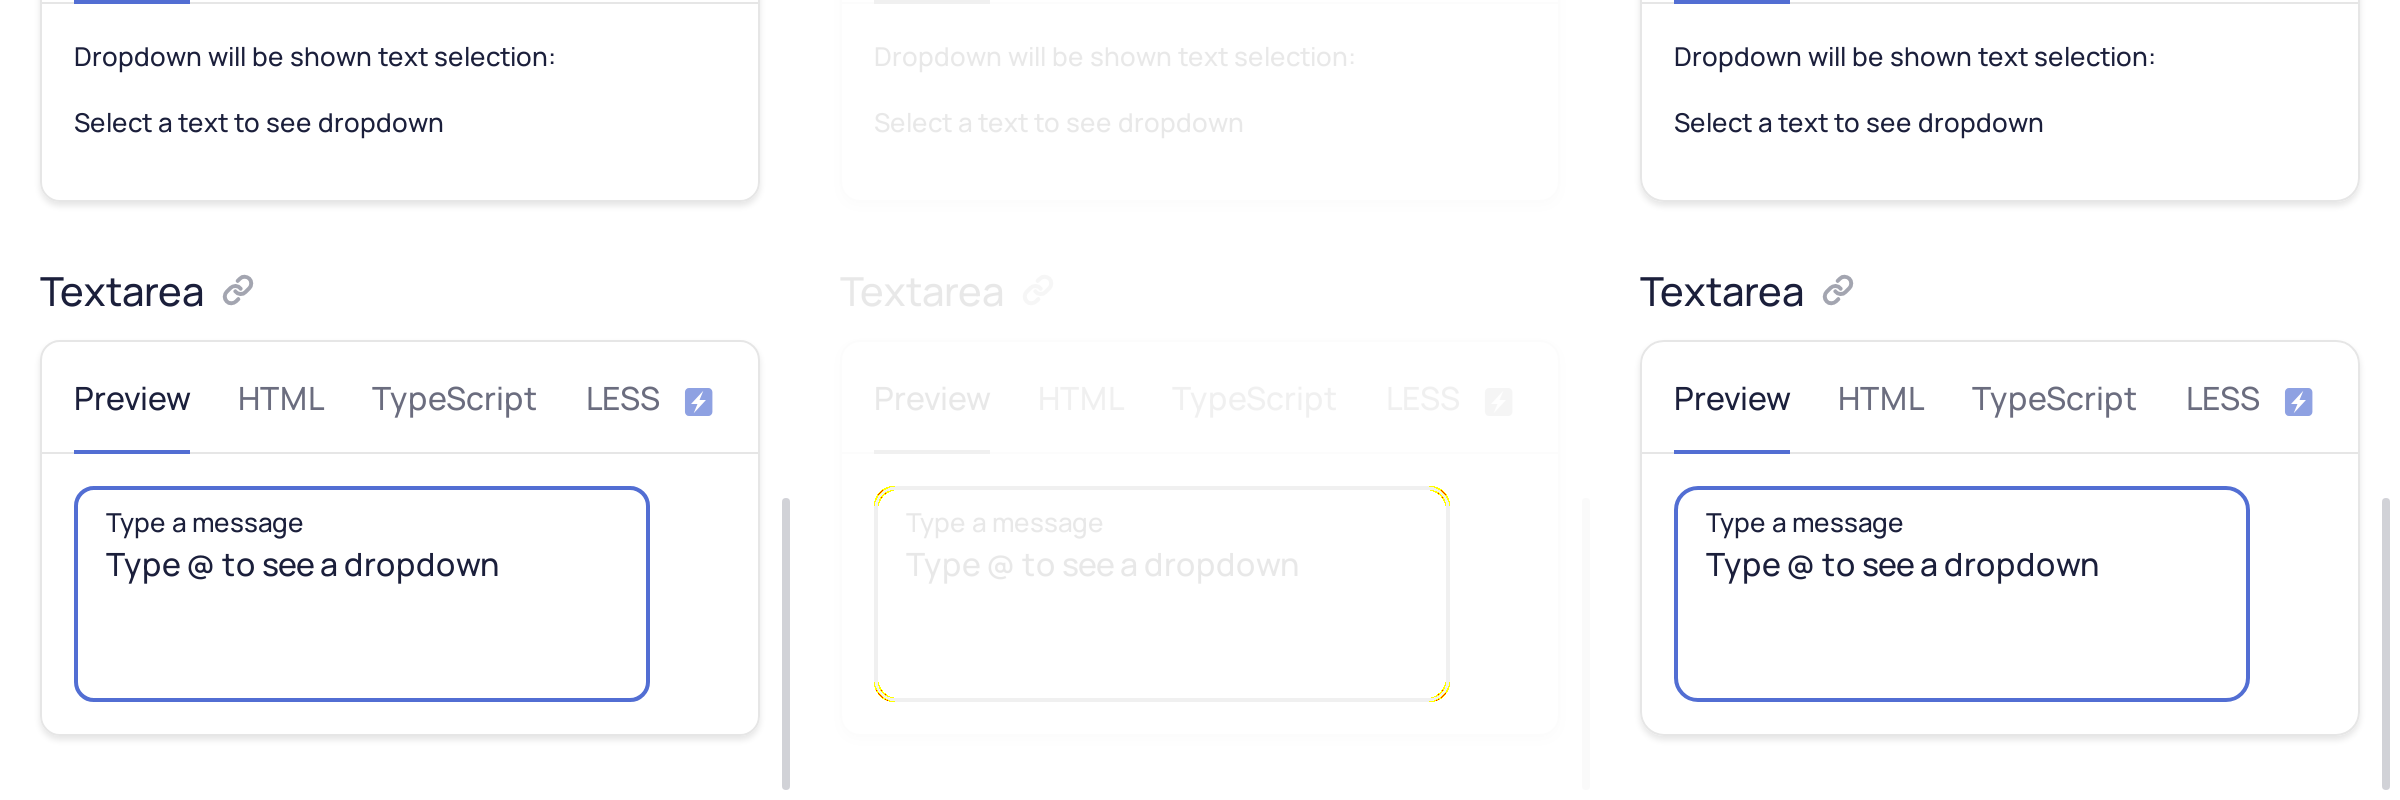 Dropdown will be shown text selection:
Select a text to see dropdown
Textarea
Preview HTML TypeScript LESS
Type a message
Type @ to see a dropdown
Dropdown will be shown text selection:
Select a text to see dropdown
Textarea
Preview HTML TypeScript LESS
Type a message
Type @ to see a dropdown
Dropdown will be shown text selection:
Select a text to see dropdown
Textarea
Preview HTML TypeScript LESS
Type a message
Type @ to see a dropdown